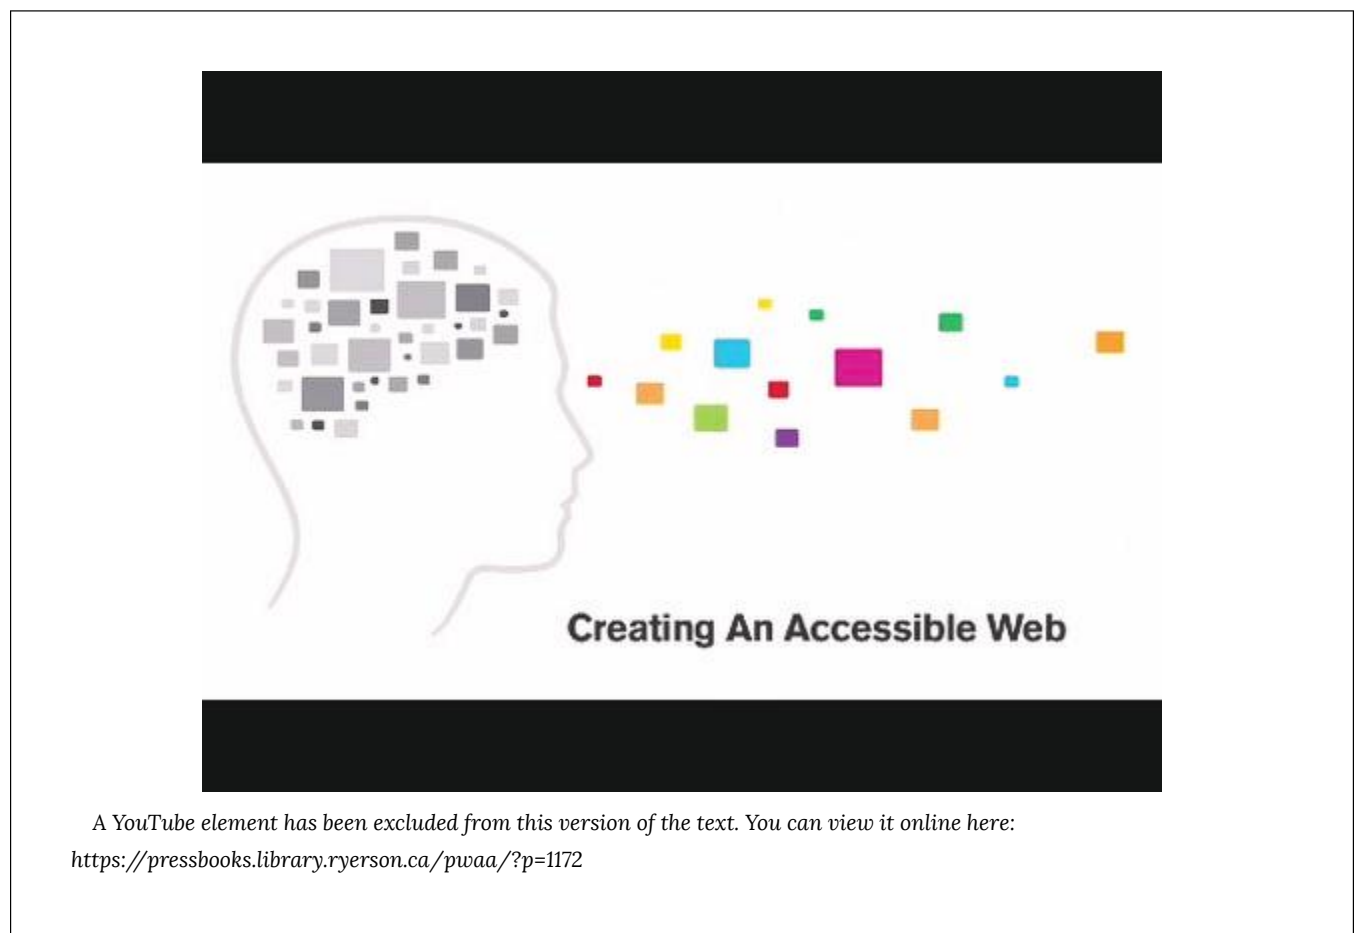 Creating An Accessible Web
A YouTube element has been excluded from this version of the text. You can view it online here:
https://pressbooks.library.ryerson.ca/pwaa/?p=1172